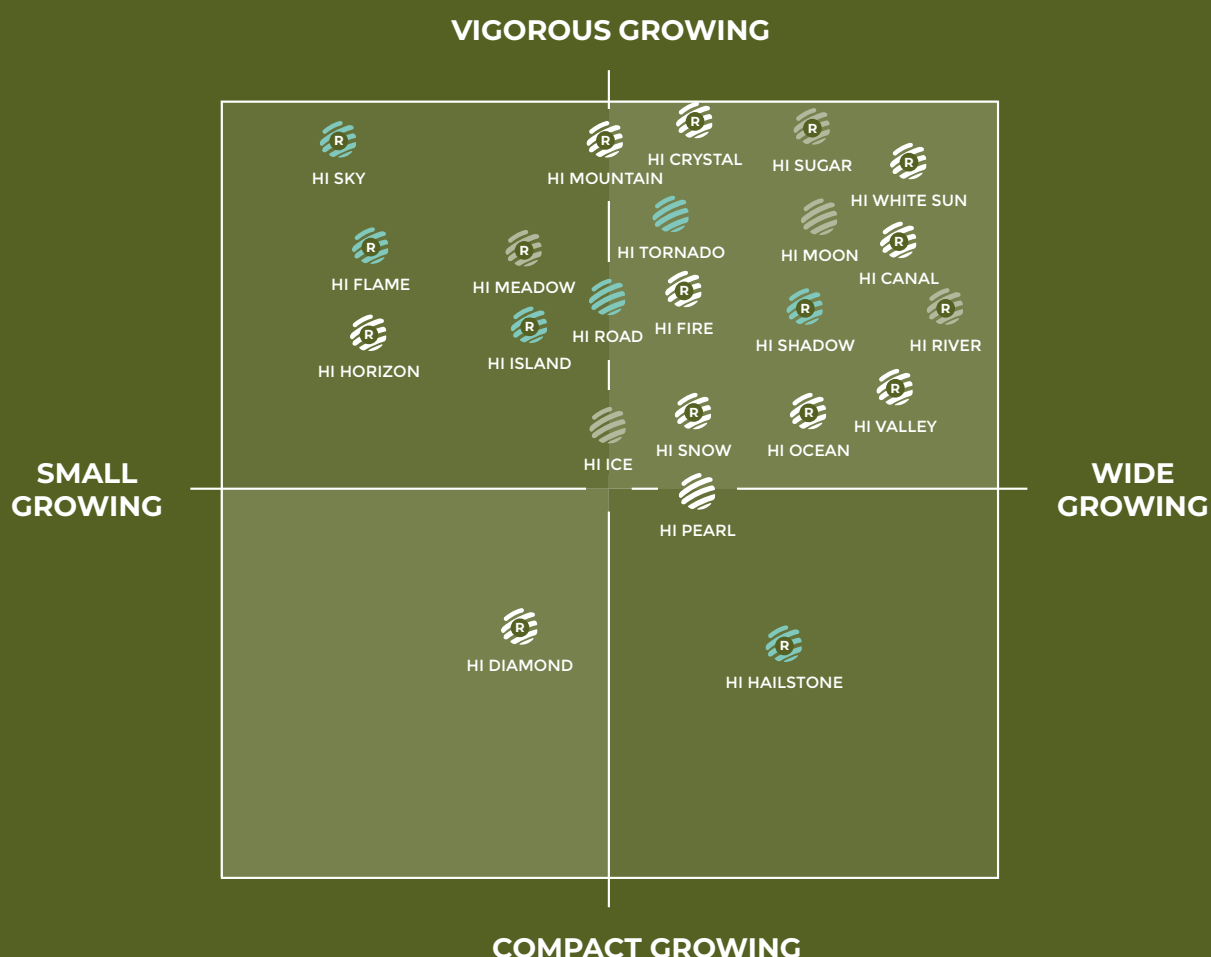 VIGOROUS GROWING
R
HI SKY
R
HI MOUNTAIN
R
HI CRYSTAL
R
HI SUGAR
R
HI WHITE SUN
R
HI FLAME
R
HI MEADOW
HI TORNADO
HI MOON
R
HI CANAL
R
HI HORIZON
R
HI ISLAND
HI ROAD
R
HI FIRE
R
HI SHADOW
R
HI RIVER
HI ICE
R
HI SNOW
R
HI OCEAN
R
HI VALLEY
SMALL
GROWING
WIDE
GROWING
HI PEARL
R
HI DIAMOND
R
HI HAILSTONE
COMPACT GROWING